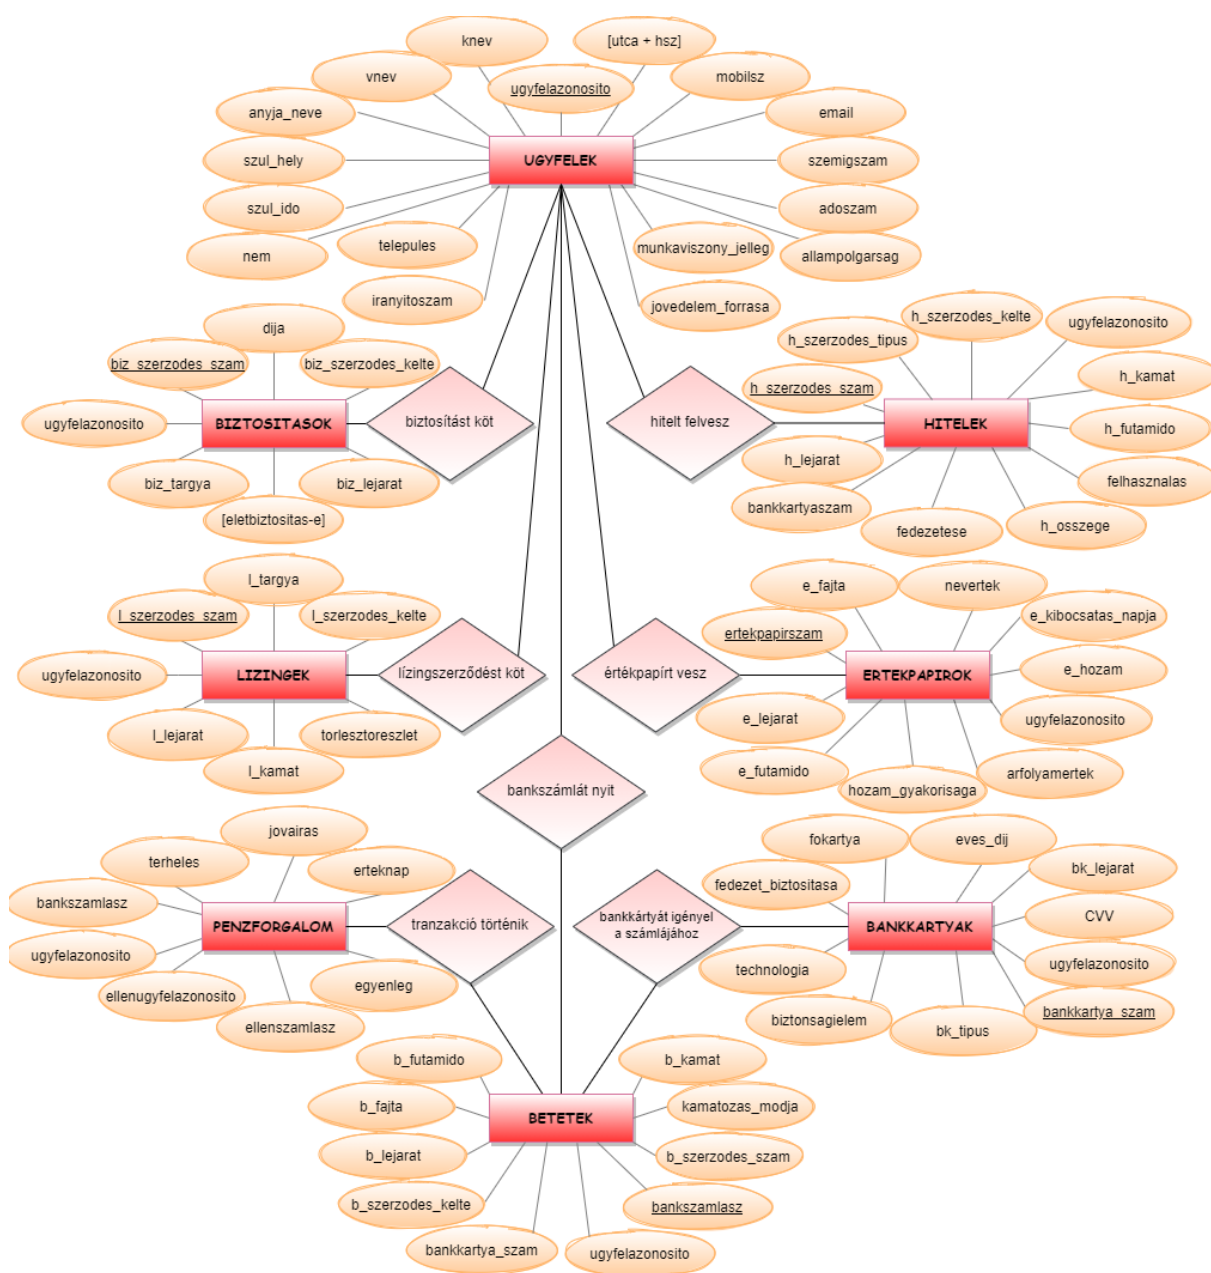 knev
[utca + hsz]
vnev
ugyfelazonosito
mobilsz
anyja_neve
email
UGYFELEK
szul_hely
szemigszam
szul_ido
adoszam
nem
telepules
munkaviszony_jelleg
allampolgarsag
iranyitoszam
jovedelem_forrasa
dija
biz_szerzodes_szam
biz_szerzodes_kelte
ugyfelazonosito
BIZTOSITASOK
biztosítást köt
biz_targya
biz_lejarat
[eletbiztositas-e]
h_szerzodes_kelte
h_szerzodes_tipus
ugyfelazonosito
h_szerzodes_szam
h_kamat
hitelt felvesz
HITELEK
h_futamido
h_lejarat
felhasznalas
bankkartyaszam
fedezetese
h_osszege
l_targya
l_szerzodes_szam
l_szerzodes_kelte
ugyfelazonosito
LIZINGEK
lízingszerződést köt
l_lejarat
torlesztoreszlet
l_kamat
e_fajta
nevertek
ertekpapirszam
e_kibocsatas_napja
értékpapírt vesz
ERTEKPAPIROK
e_hozam
e_lejarat
ugyfelazonosito
e_futamido
hozam_gyakorisaga
arfolyamertek
bankszámlát nyit
jovairas
terheles
erteknap
bankszamlasz
PENZFORGALOM
tranzakció történik
ugyfelazonosito
ellenugyfelazonosito
egyenleg
ellenszamlasz
fokartya
eves_dij
fedezet_biztositasa
bk_lejarat
bankkártyát igényel
a számlájához
BANKKARTYAK
CVV
technologia
ugyfelazonosito
biztonsagielem
bk_tipus
bankkartya_szam
b_futamido
b_kamat
b_fajta
BETETEK
kamatozas_modja
b_lejarat
b_szerzodes_szam
b_szerzodes_kelte
bankszamlasz
bankkartya_szam
ugyfelazonosito